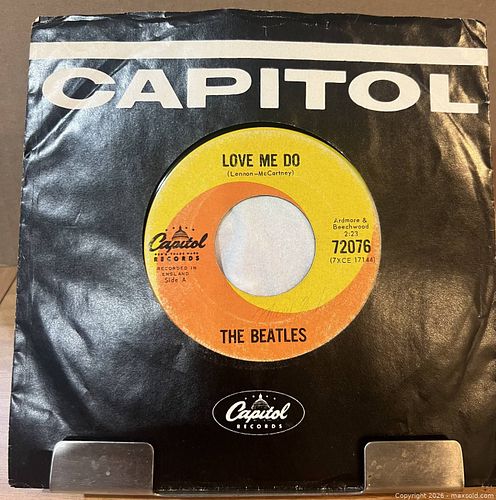 CAPITOL
LOVE ME DO
(Lennon-McCartney)
Ardmore &
Beechwood
2:23
72076
(7XCE 17144)
Capitol
RECORDS
RECORDED IN
ENGLAND
Side A
THE BEATLES
Capitol
RECORDS
Copyright 2026 - maxsold.com